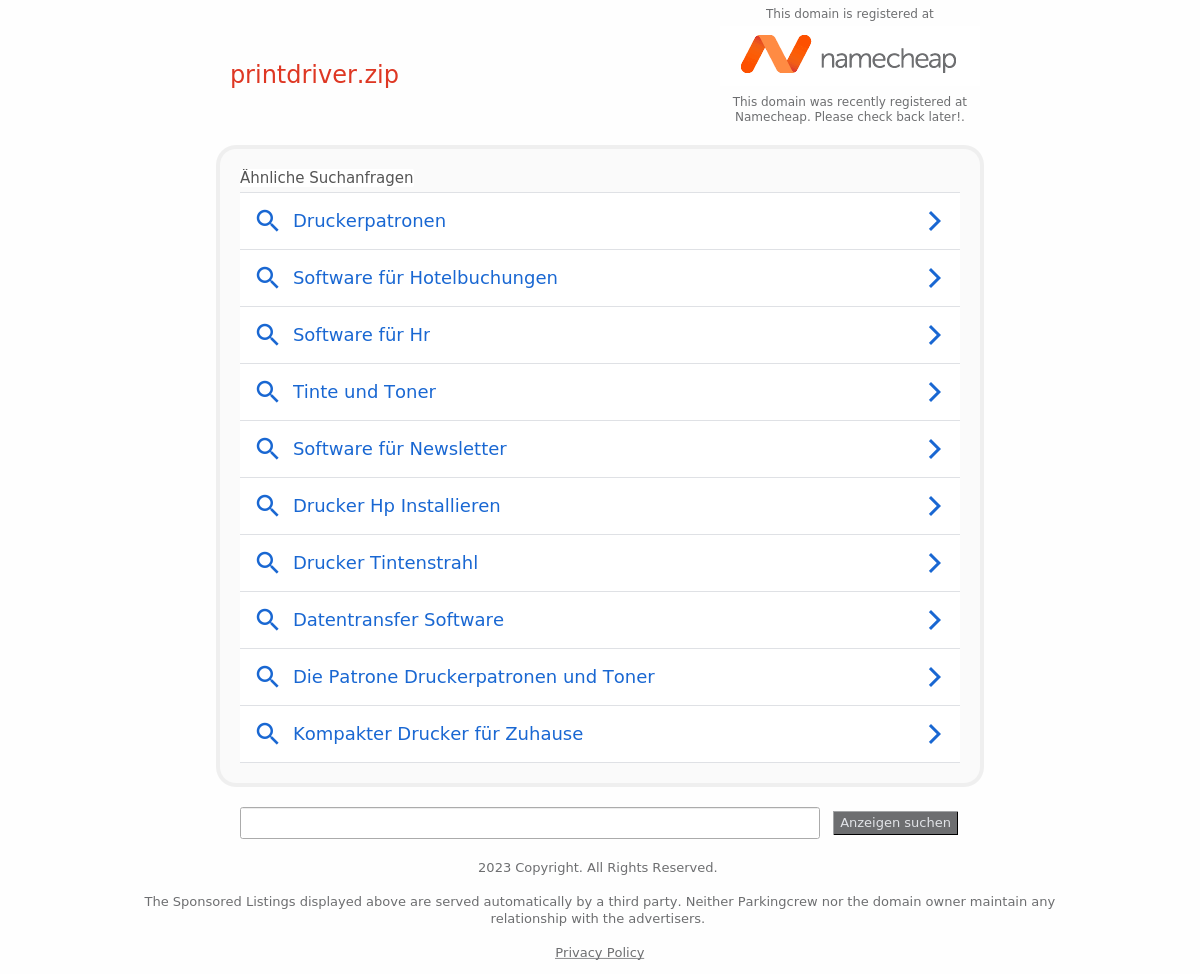 This domain is registered at
namecheap
printdriver.zip
This domain was recently registered at
Namecheap. Please check back later!.
Ähnliche Suchanfragen
Druckerpatronen
Software für Hotelbuchungen
Software für Hr
Tinte und Toner
Software für Newsletter
Drucker Hp Installieren
Drucker Tintenstrahl
Datentransfer Software
Die Patrone Druckerpatronen und Toner
Kompakter Drucker für Zuhause
Anzeigen suchen
2023 Copyright. All Rights Reserved.
The Sponsored Listings displayed above are served automatically by a third party. Neither Parkingcrew nor the domain owner maintain any
relationship with the advertisers.
Privacy Policy